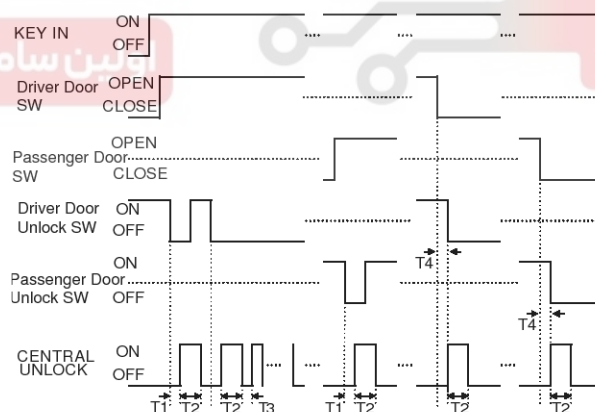 KEY IN
ON
OFF
اولین ساما
Driver Door
SW
OPEN
CLOSE
Passenger Door
SW
OPEN
CLOSE
Driver Door
Unlock SW
ON
OFF
T4
Passenger Door
Unlock SW
ON
OFF
T4
CENTRAL
UNLOCK
ON
OFF
T1 T2 T2 T3 T1 T2 T2 T2